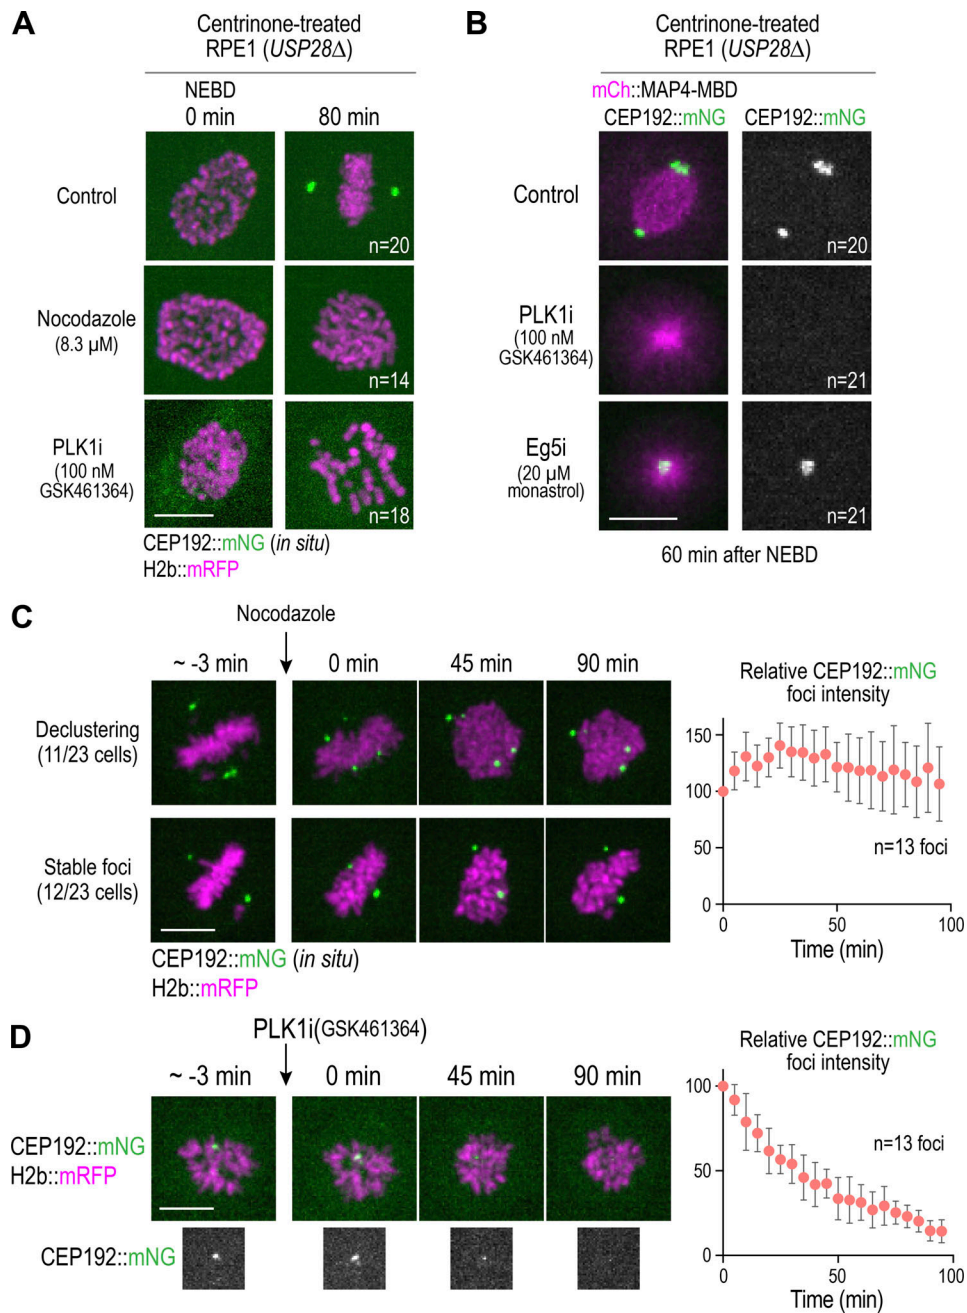 A
Centrinone-treated
RPE1 (USP28Δ)
NEBD
0 min
80 min
Control
n=20
Nocodazole
(8.3 µM)
n=14
PLK1i
(100 nM
GSK461364)
n=18
CEP192::mNG (in situ)
H2b::mRFP
B
Centrinone-treated
RPE1 (USP28Δ)
mCh::MAP4-MBD
CEP192::mNG CEP192::mNG
Control
n=20
PLK1i
(100 nM
GSK461364)
n=21
Eg5i
(20 µM
monastrol)
n=21
60 min after NEBD
C
Nocodazole
~ -3 min 0 min 45 min 90 min
Declustering
(11/23 cells)
Stable foci
(12/23 cells)
CEP192::mNG (in situ)
H2b::mRFP
Relative CEP192::mNG
foci intensity
150
100
50
0
n=13 foci
0 50 100
Time (min)
D
PLK1i(GSK461364)
~ -3 min 0 min 45 min 90 min
CEP192::mNG
H2b::mRFP
CEP192::mNG
Relative CEP192::mNG
foci intensity
100
50
0
n=13 foci
0 50 100
Time (min)